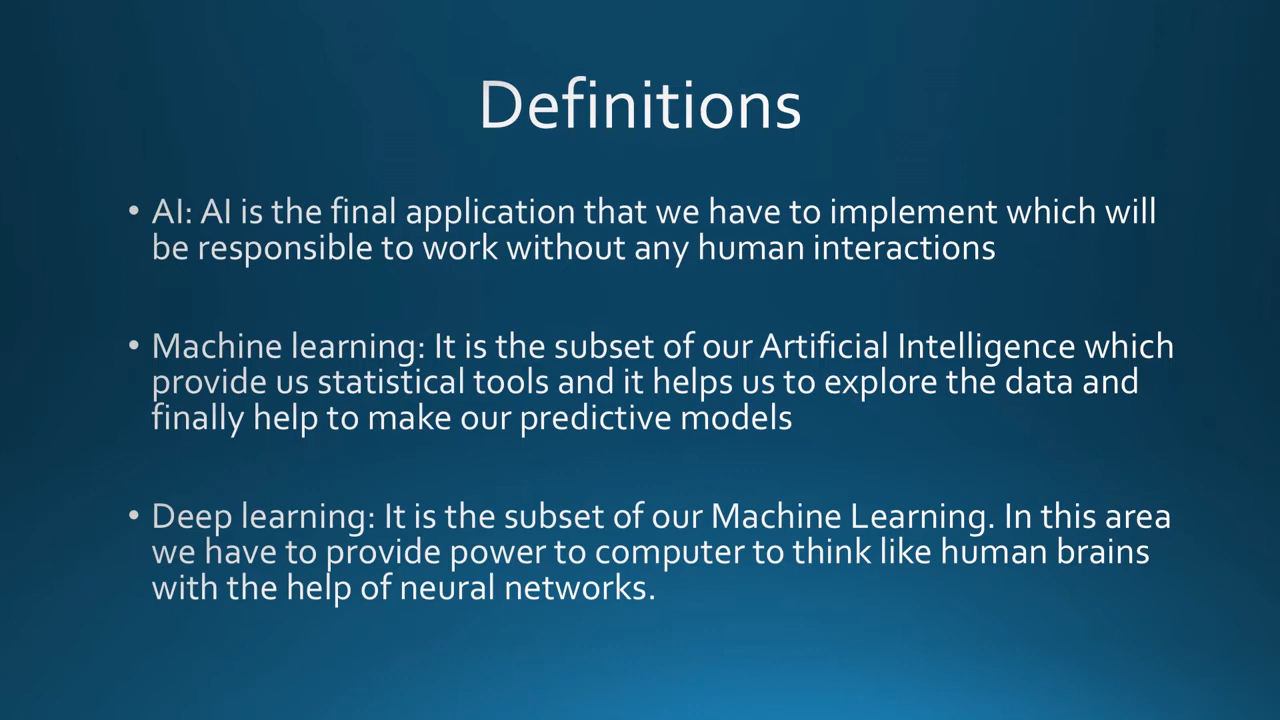 Definitions
• AI: AI is the final application that we have to implement which will
be responsible to work without any human interactions
• Machine learning: It is the subset of our Artificial Intelligence which
provide us statistical tools and it helps us to explore the data and
finally help to make our predictive models
• Deep learning: It is the subset of our Machine Learning. In this area
we have to provide power to computer to think like human brains
with the help of neural networks.